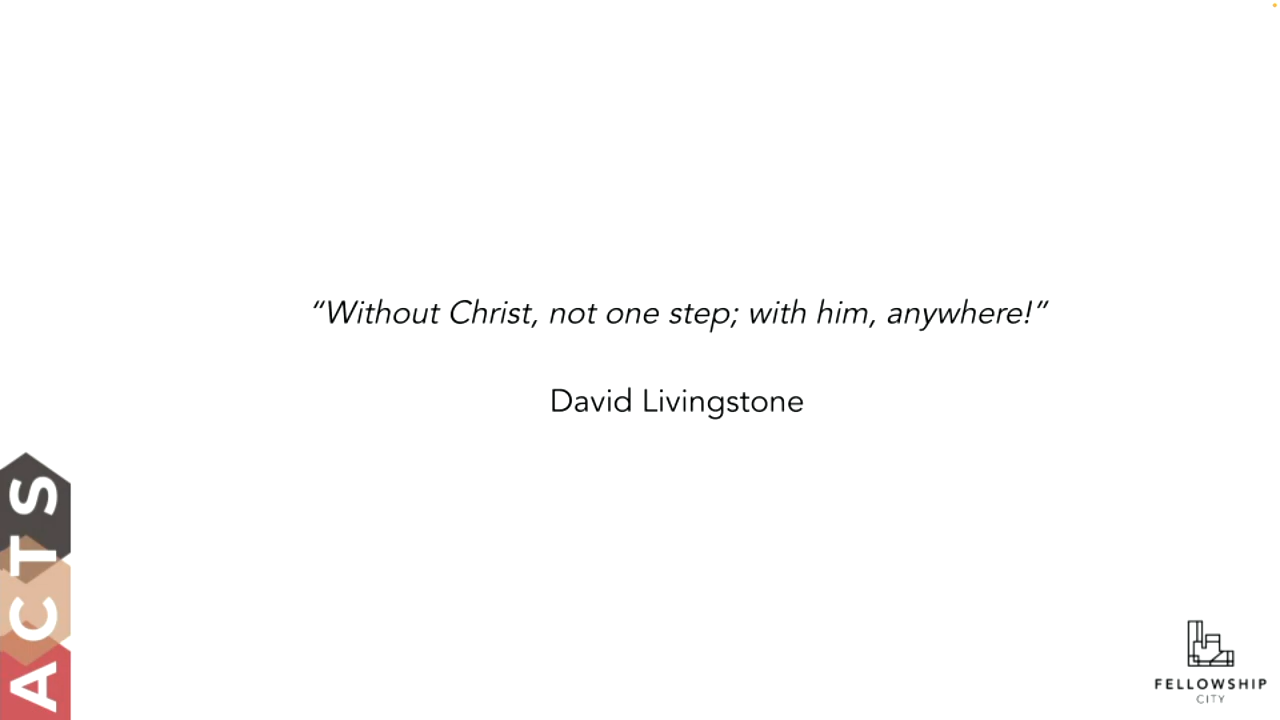 “Without Christ, not one step; with him, anywhere!”
David Livingstone
ACTS
FELLOWSHIP
CITY